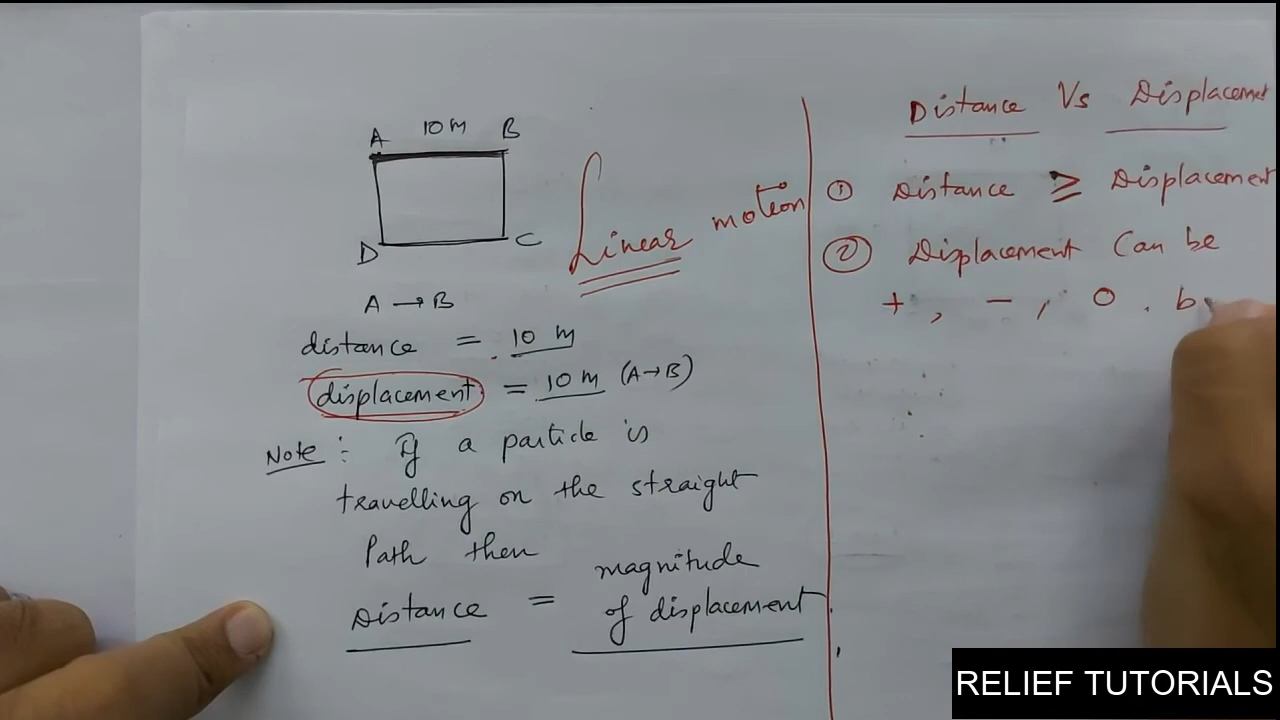 A 10 m B
D C
A → B
distance = 10 m
displacement = 10 m (A→B)
Note :- If a particle is
travelling on the straight
Path then
Distance = magnitude
of displacement.
Linear motion
Distance Vs Displacement
① Distance ≥ Displacement
② Displacement Can be
+, -, 0.
RELIEF TUTORIALS